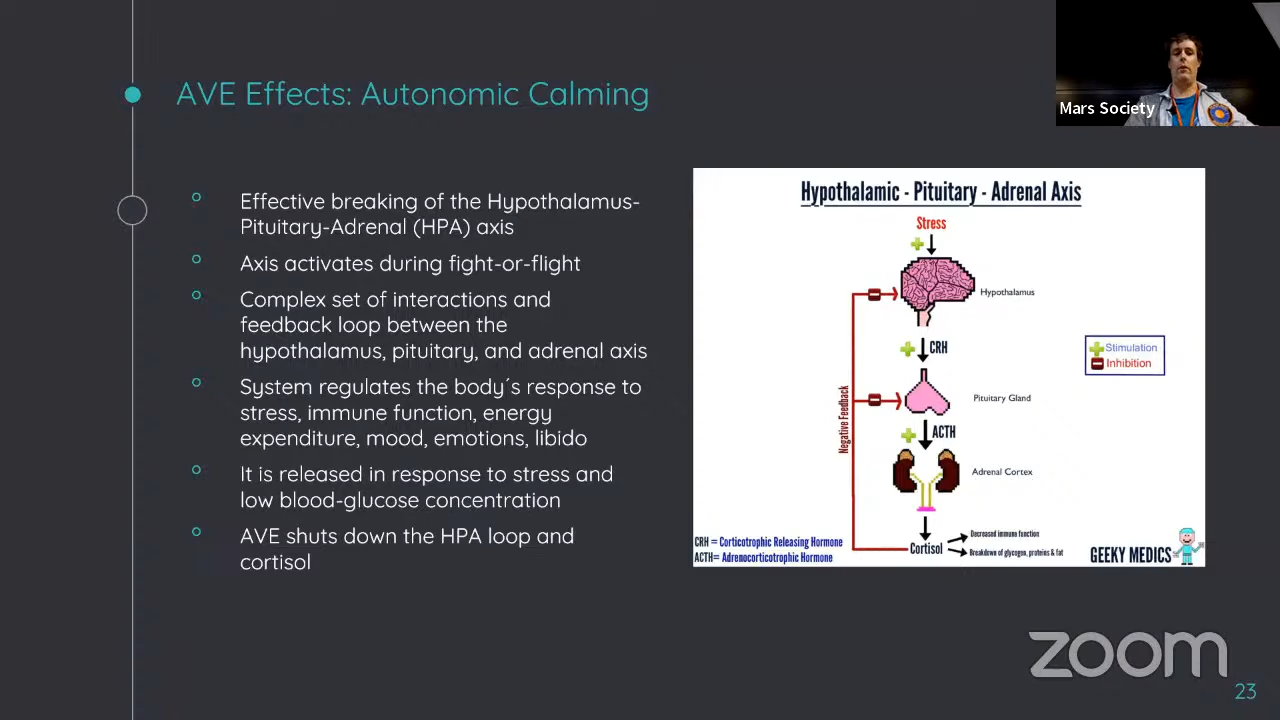 AVE Effects: Autonomic Calming
Mars Society
Effective breaking of the Hypothalamus-
Pituitary-Adrenal (HPA) axis
Axis activates during fight-or-flight
Complex set of interactions and
feedback loop between the
hypothalamus, pituitary, and adrenal axis
System regulates the body´s response to
stress, immune function, energy
expenditure, mood, emotions, libido
It is released in response to stress and
low blood-glucose concentration
AVE shuts down the HPA loop and
cortisol
Hypothalamic - Pituitary - Adrenal Axis
Stress
Hypothalamus
CRH
Stimulation
Inhibition
Negative Feedback
Pituitary Gland
ACTH
Adrenal Cortex
Cortisol
Decreased immune function
Breakdown of glycogen, proteins & fat
CRH = Corticotrophic Releasing Hormone
ACTH= Adrenocorticotrophic Hormone
GEEKY MEDICS
zoom
23